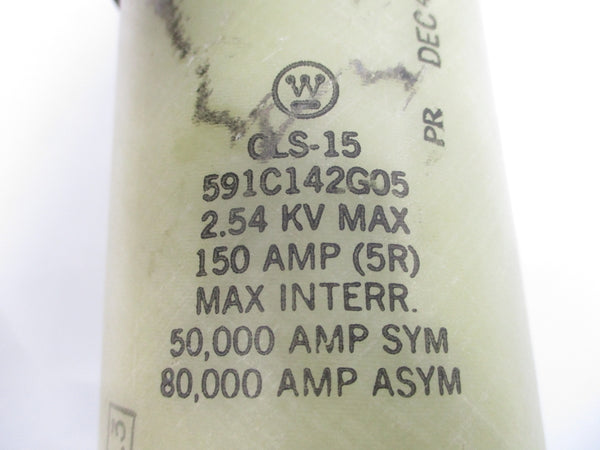 W
CLS-15
591C142G05
2.54 KV MAX
150 AMP (5R)
MAX INTERR.
50,000 AMP SYM
80,000 AMP ASYM
PR DEC